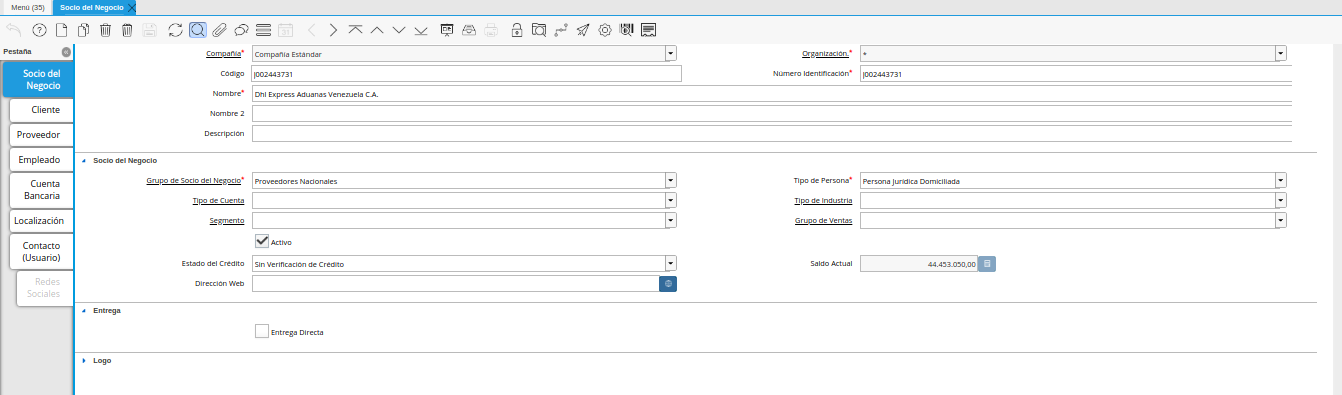 Menú (35) Socio del Negocio
Pestaña
Socio del
Negocio
Cliente
Proveedor
Empleado
Cuenta
Bancaria
Localización
Contacto
(Usuario)
Redes
Sociales
Compañía* Compañía Estándar Organización.* *
Código J002443731 Número Identificación* J002443731
Nombre* Dhl Express Aduanas Venezuela C.A.
Nombre 2
Descripción
Socio del Negocio
Grupo de Socio del Negocio* Proveedores Nacionales Tipo de Persona* Persona Jurídica Domiciliada
Tipo de Cuenta Tipo de Industria
Segmento Grupo de Ventas
Activo
Estado del Crédito Sin Verificación de Crédito Saldo Actual 44.453.050,00
Dirección Web
Entrega
Entrega Directa
Logo